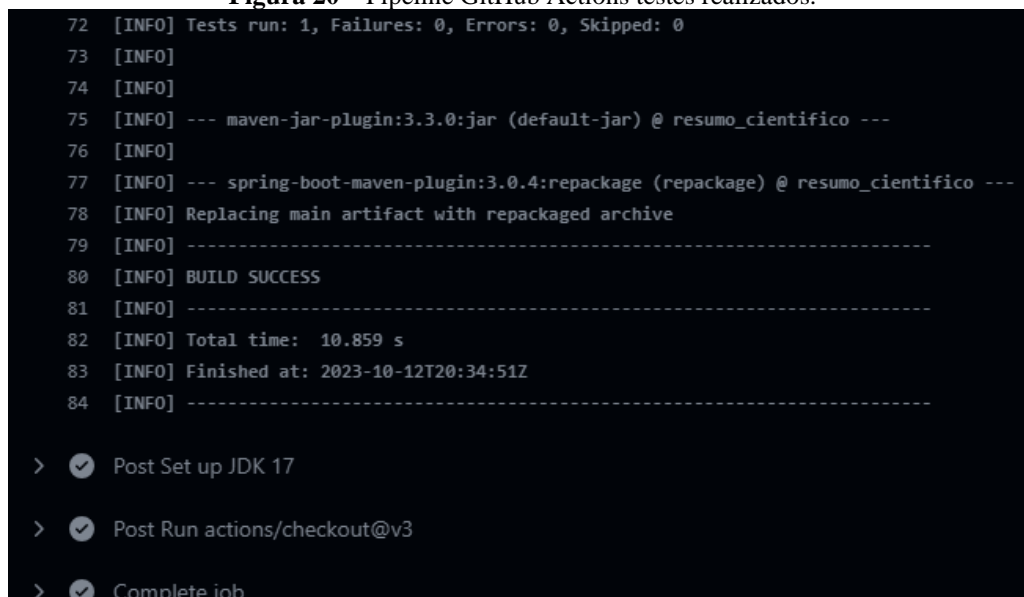 Figura 20 – Pipeline GitHub Actions testes realizados.
72 [INFO] Tests run: 1, Failures: 0, Errors: 0, Skipped: 0
73 [INFO]
74 [INFO]
75 [INFO] --- maven-jar-plugin:3.3.0:jar (default-jar) @ resumo_cientifico ---
76 [INFO]
77 [INFO] --- spring-boot-maven-plugin:3.0.4:repackage (repackage) @ resumo_cientifico ---
78 [INFO] Replacing main artifact with repackaged archive
79 [INFO] ------------------------------------------------------------------------
80 [INFO] BUILD SUCCESS
81 [INFO] ------------------------------------------------------------------------
82 [INFO] Total time:  10.859 s
83 [INFO] Finished at: 2023-10-12T20:34:51Z
84 [INFO] ------------------------------------------------------------------------
Post Set up JDK 17
Post Run actions/checkout@v3
Complete job